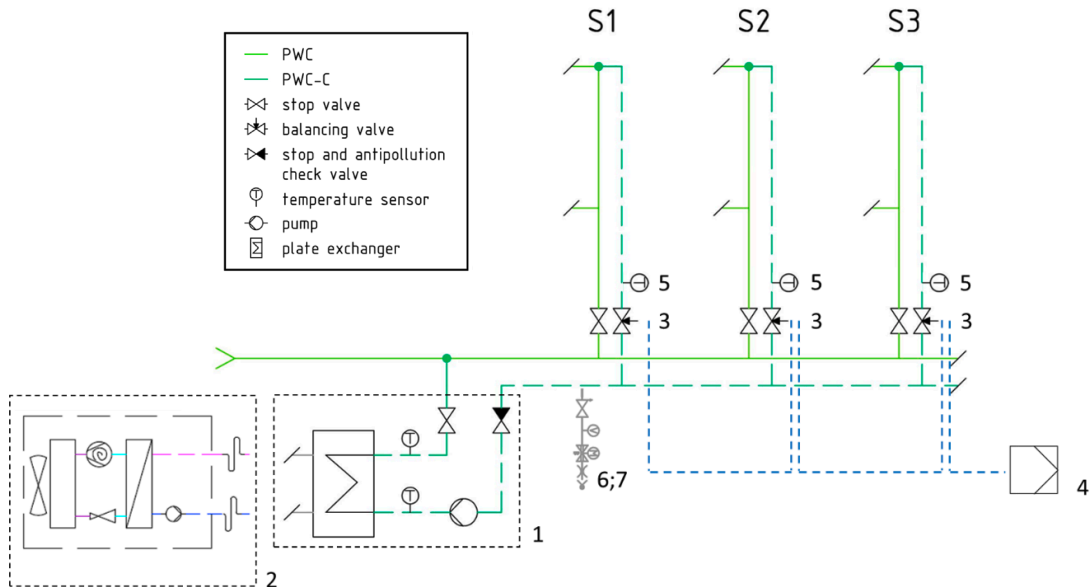 S1 S2 S3
PWC
PWC-C
stop valve
balancing valve
stop and antipollution
check valve
temperature sensor
pump
plate exchanger
5 5 5
3 3 3
T
T
6;7
4
1
2